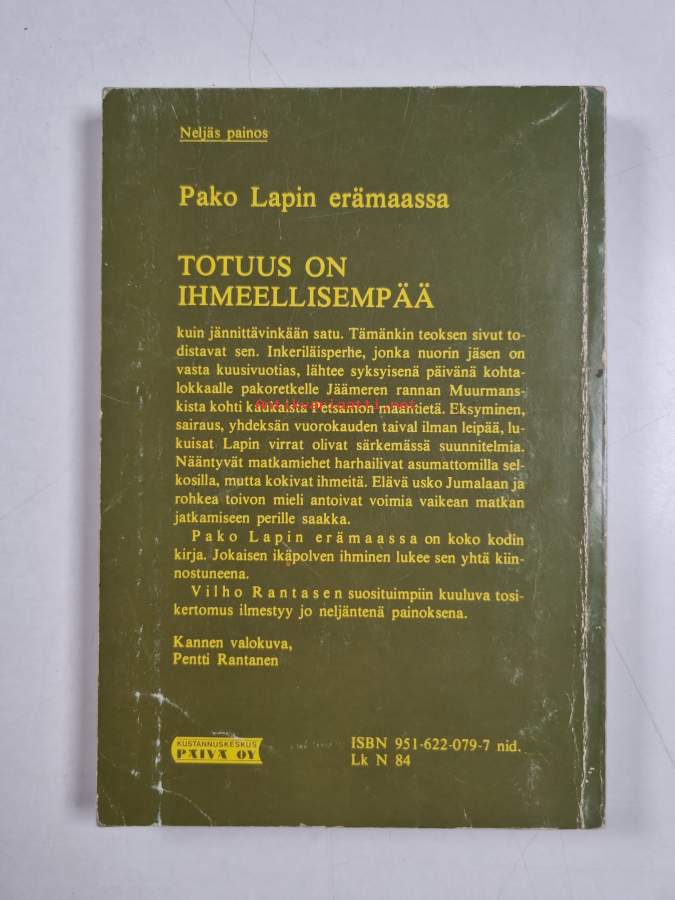 Neljäs painos
Pako Lapin erämaassa
TOTUUS ON
IHMEELLISEMPÄÄ
kuin jännittävinkään satu. Tämänkin teoksen sivut to-
distavat sen. Inkeriläisperhe, jonka nuorin jäsen on
vasta kuusivuotias, lähtee syksyisenä päivänä kohta-
lokkaalle pakoretkelle Jäämeren rannan Muurmans-
kista kohti kaukaista Petsamon maantietä. Eksyminen,
sairaus, yhdeksän vuorokauden taival ilman leipää, lu-
kuisat Lapin virrat olivat särkemässä suunnitelmia.
Nääntyvät matkamiehet harhailivat asumattomilla sel-
kosilla, mutta kokivat ihmeitä. Elävä usko Jumalaan ja
rohkea toivon mieli antoivat voimia vaikean matkan
jatkamiseen perille saakka.
Pako Lapin erämaassa on koko kodin
kirja. Jokaisen ikäpolven ihminen lukee sen yhtä kiin-
nostuneena.
Vilho Rantasen suosituimpiin kuuluva tosi-
kertomus ilmestyy jo neljäntenä painoksena.
Kannen valokuva,
Pentti Rantanen
KUSTANNUSKESKUS
PÄIVÄ OY
ISBN 951-622-079-7 nid.
Lk N 84